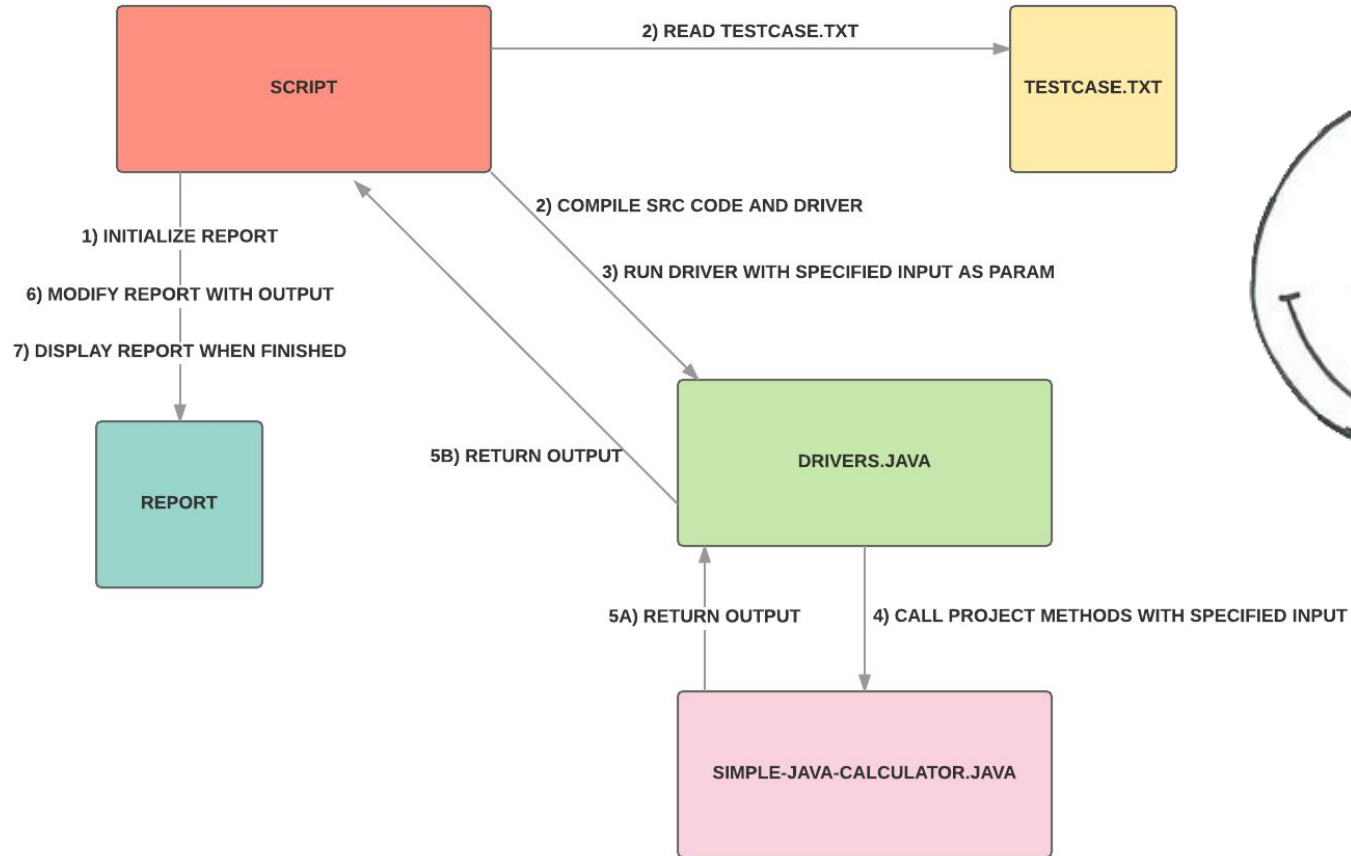 2) READ TESTCASE.TXT
SCRIPT
TESTCASE.TXT
2) COMPILE SRC CODE AND DRIVER
1) INITIALIZE REPORT
3) RUN DRIVER WITH SPECIFIED INPUT AS PARAM
6) MODIFY REPORT WITH OUTPUT
7) DISPLAY REPORT WHEN FINISHED
5B) RETURN OUTPUT
DRIVERS.JAVA
REPORT
5A) RETURN OUTPUT
4) CALL PROJECT METHODS WITH SPECIFIED INPUT
SIMPLE-JAVA-CALCULATOR.JAVA